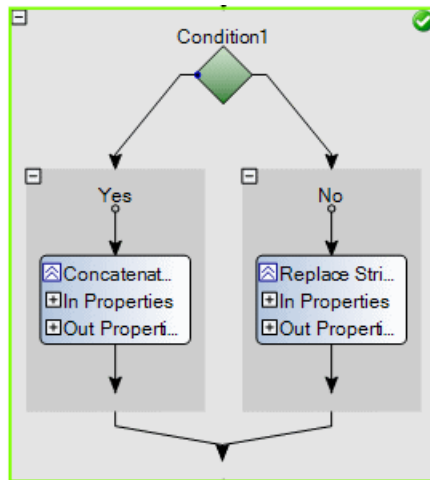 Condition1
Yes
No
Concatenat...
In Properties
Out Properti...
Replace Stri...
In Properties
Out Properti...